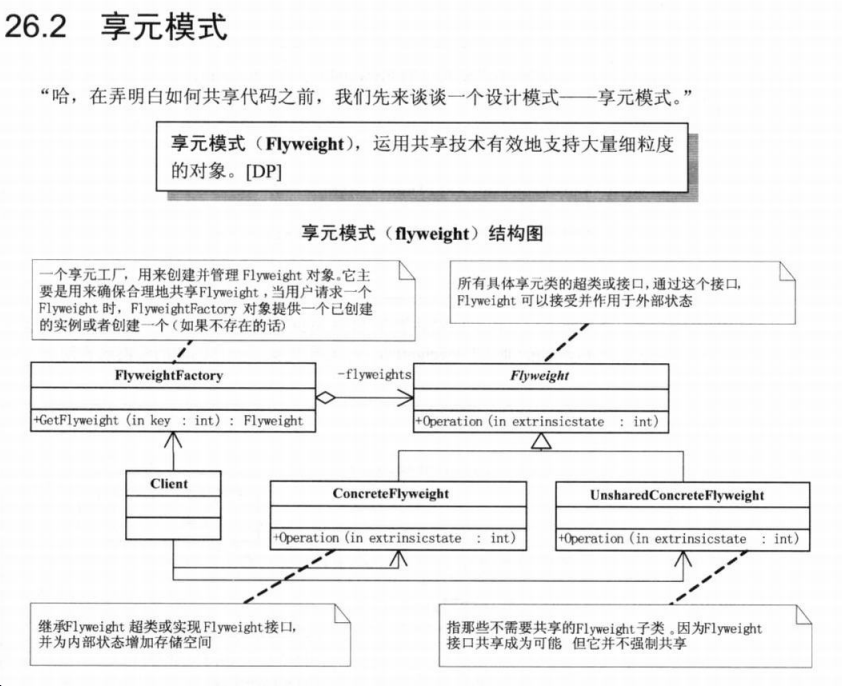 26.2 享元模式
“哈，在弄明白如何共享代码之前，我们先来谈谈一个设计模式——享元模式。”
享元模式（Flyweight），运用共享技术有效地支持大量细粒度
的对象。[DP]
享元模式（flyweight）结构图
一个享元工厂，用来创建并管理 Flyweight 对象。它主
要是用来确保合理地共享Flyweight，当用户请求一个
Flyweight 时，FlyweightFactory 对象提供一个已创建
的实例或者创建一个（如果不存在的话）
所有具体享元类的超类或接口，通过这个接口，
Flyweight 可以接受并作用于外部状态
FlyweightFactory
+GetFlyweight (in key : int) : Flyweight
-flyweights
Flyweight
+Operation (in extrinsicstate : int)
Client
ConcreteFlyweight
+Operation (in extrinsicstate : int)
UnsharedConcreteFlyweight
+Operation (in extrinsicstate : int)
继承Flyweight 超类或实现 Flyweight接口，
并为内部状态增加存储空间
指那些不需要共享的Flyweight子类。因为Flyweight
接口共享成为可能 但它并不强制共享